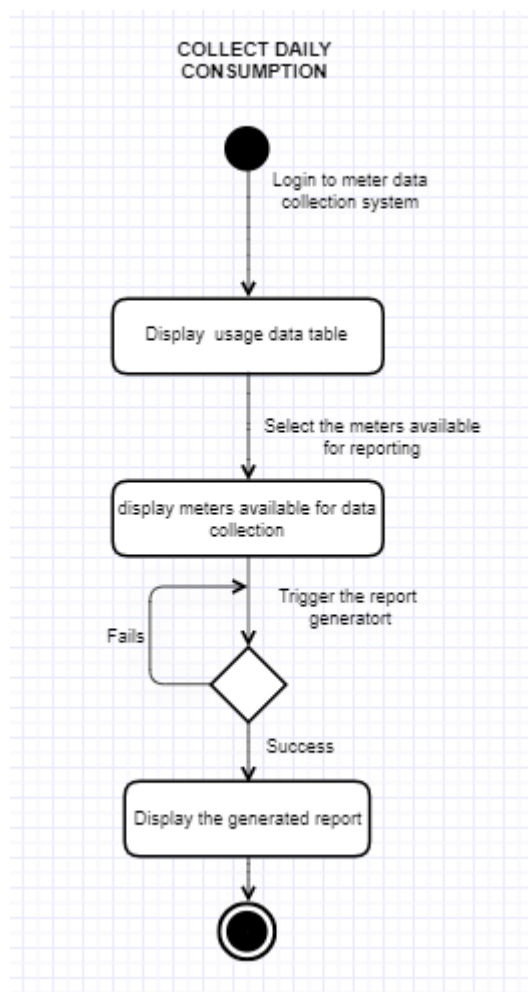 COLLECT DAILY
CONSUMPTION
Login to meter data
collection system
Display usage data table
Select the meters available
for reporting
display meters available for data
collection
Trigger the report
generatort
Fails
Success
Display the generated report